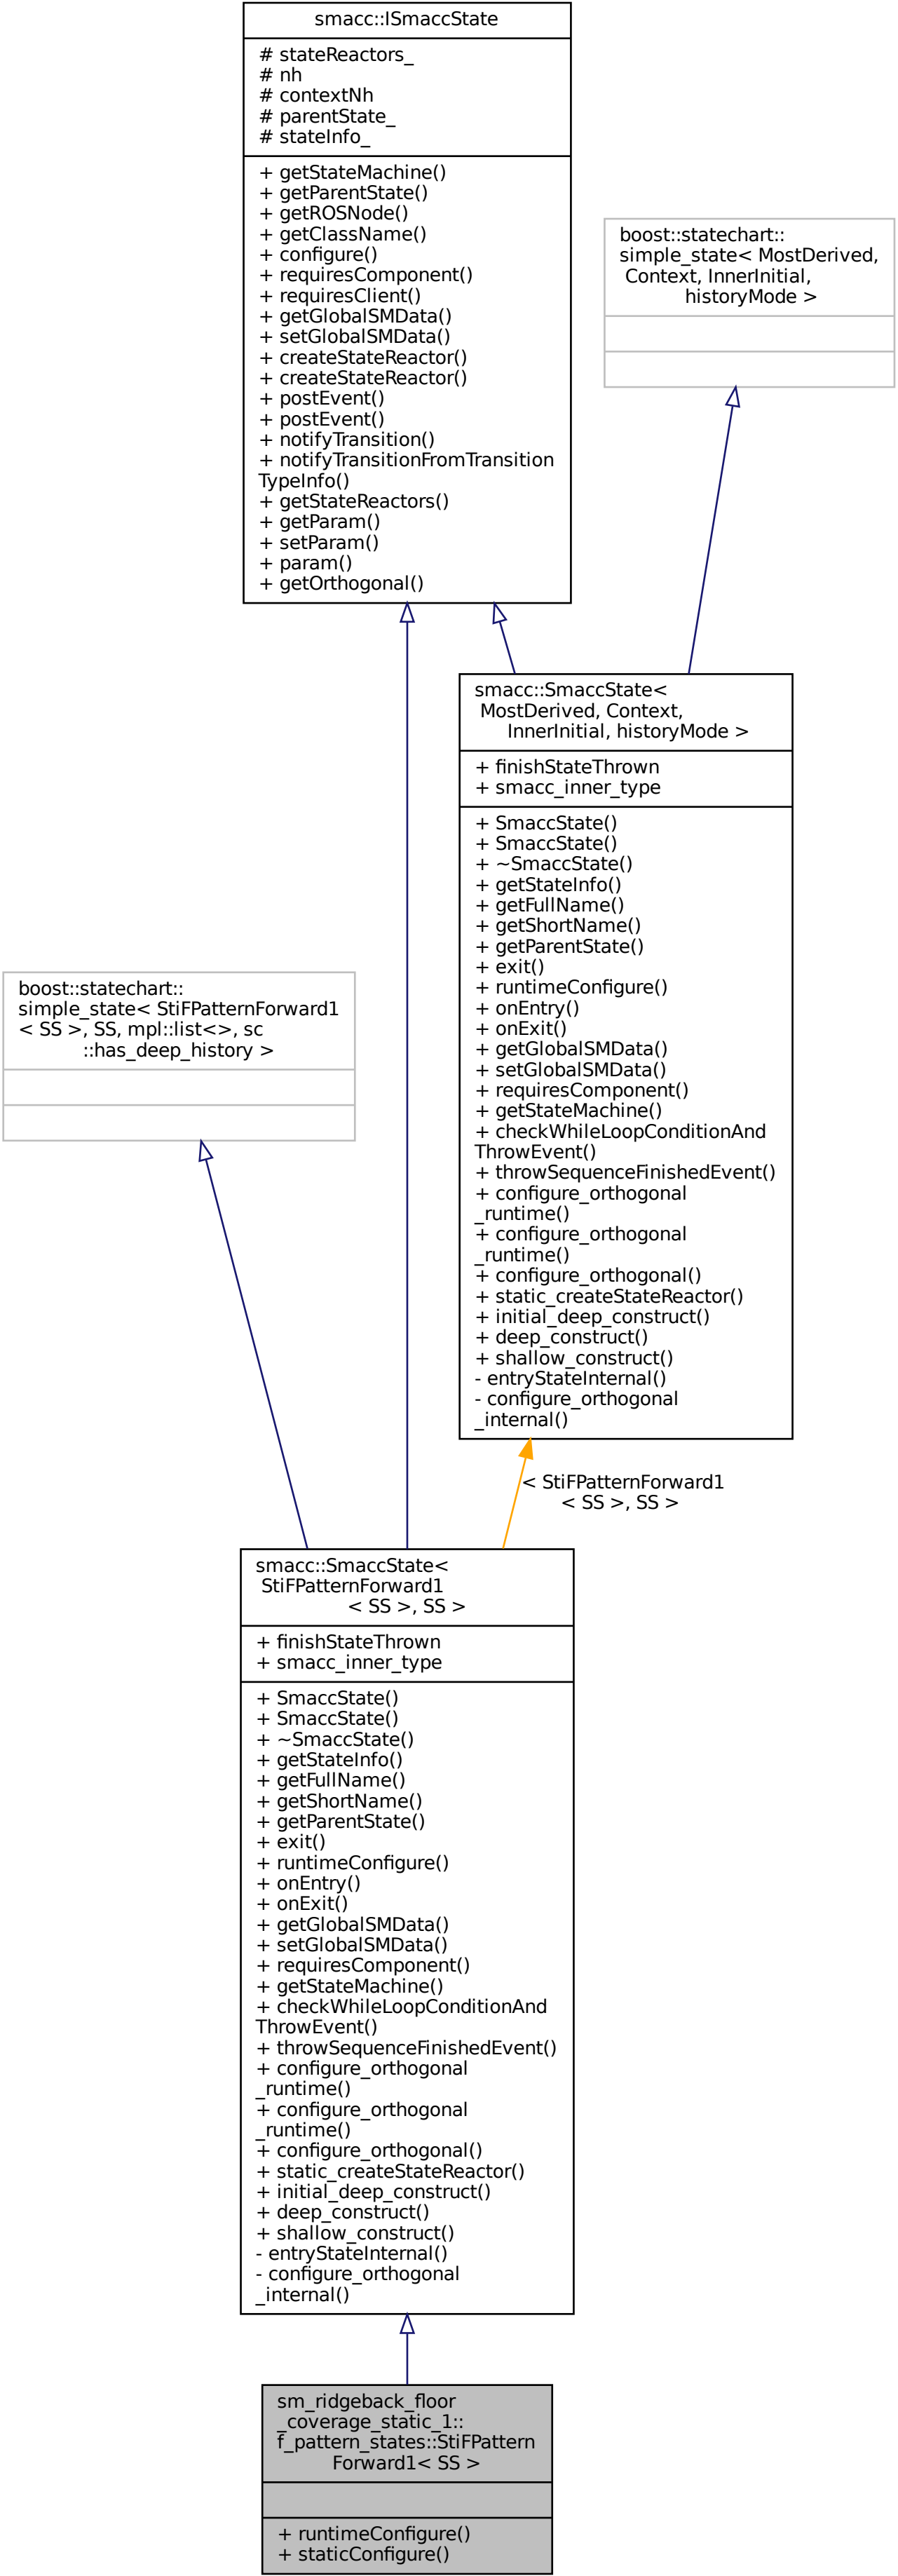 smacc::ISmaccState
# stateReactors_
# nh
# contextNh
# parentState_
# stateInfo_
+ getStateMachine()
+ getParentState()
+ getROSNode()
+ getClassName()
+ configure()
+ requiresComponent()
+ requiresClient()
+ getGlobalSMData()
+ setGlobalSMData()
+ createStateReactor()
+ createStateReactor()
+ postEvent()
+ postEvent()
+ notifyTransition()
+ notifyTransitionFromTransition
TypeInfo()
+ getStateReactors()
+ getParam()
+ setParam()
+ param()
+ getOrthogonal()
boost::statechart::
simple_state< MostDerived,
Context, InnerInitial,
historyMode >
smacc::SmaccState<
MostDerived, Context,
InnerInitial, historyMode >
+ finishStateThrown
+ smacc_inner_type
+ SmaccState()
+ SmaccState()
+ ~SmaccState()
+ getStateInfo()
+ getFullName()
+ getShortName()
+ getParentState()
+ exit()
+ runtimeConfigure()
+ onEntry()
+ onExit()
+ getGlobalSMData()
+ setGlobalSMData()
+ requiresComponent()
+ getStateMachine()
+ checkWhileLoopConditionAnd
ThrowEvent()
+ throwSequenceFinishedEvent()
+ configure_orthogonal
_runtime()
+ configure_orthogonal
_runtime()
+ configure_orthogonal()
+ static_createStateReactor()
+ initial_deep_construct()
+ deep_construct()
+ shallow_construct()
- entryStateInternal()
- configure_orthogonal
_internal()
boost::statechart::
simple_state< StiFPatternForward1
< SS >, SS, mpl::list<>, sc
::has_deep_history >
< StiFPatternForward1
< SS >, SS >
smacc::SmaccState<
StiFPatternForward1
< SS >, SS >
+ finishStateThrown
+ smacc_inner_type
+ SmaccState()
+ SmaccState()
+ ~SmaccState()
+ getStateInfo()
+ getFullName()
+ getShortName()
+ getParentState()
+ exit()
+ runtimeConfigure()
+ onEntry()
+ onExit()
+ getGlobalSMData()
+ setGlobalSMData()
+ requiresComponent()
+ getStateMachine()
+ checkWhileLoopConditionAnd
ThrowEvent()
+ throwSequenceFinishedEvent()
+ configure_orthogonal
_runtime()
+ configure_orthogonal
_runtime()
+ configure_orthogonal()
+ static_createStateReactor()
+ initial_deep_construct()
+ deep_construct()
+ shallow_construct()
- entryStateInternal()
- configure_orthogonal
_internal()
sm_ridgeback_floor
_coverage_static_1::
f_pattern_states::StiFPattern
Forward1< SS >
+ runtimeConfigure()
+ staticConfigure()